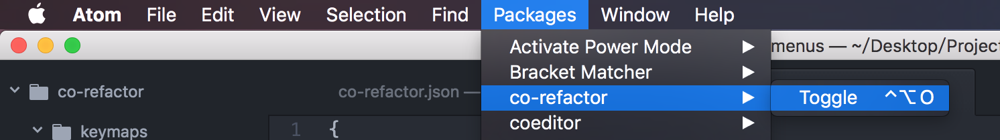 Atom File Edit View Selection Find Packages Window Help
Activate Power Mode ▶
menus — ~/Desktop/Project
Bracket Matcher ▶
co-refactor
co-refactor.json —
co-refactor ▶
Toggle ^⌥O
coeditor ▶
keymaps
1 {